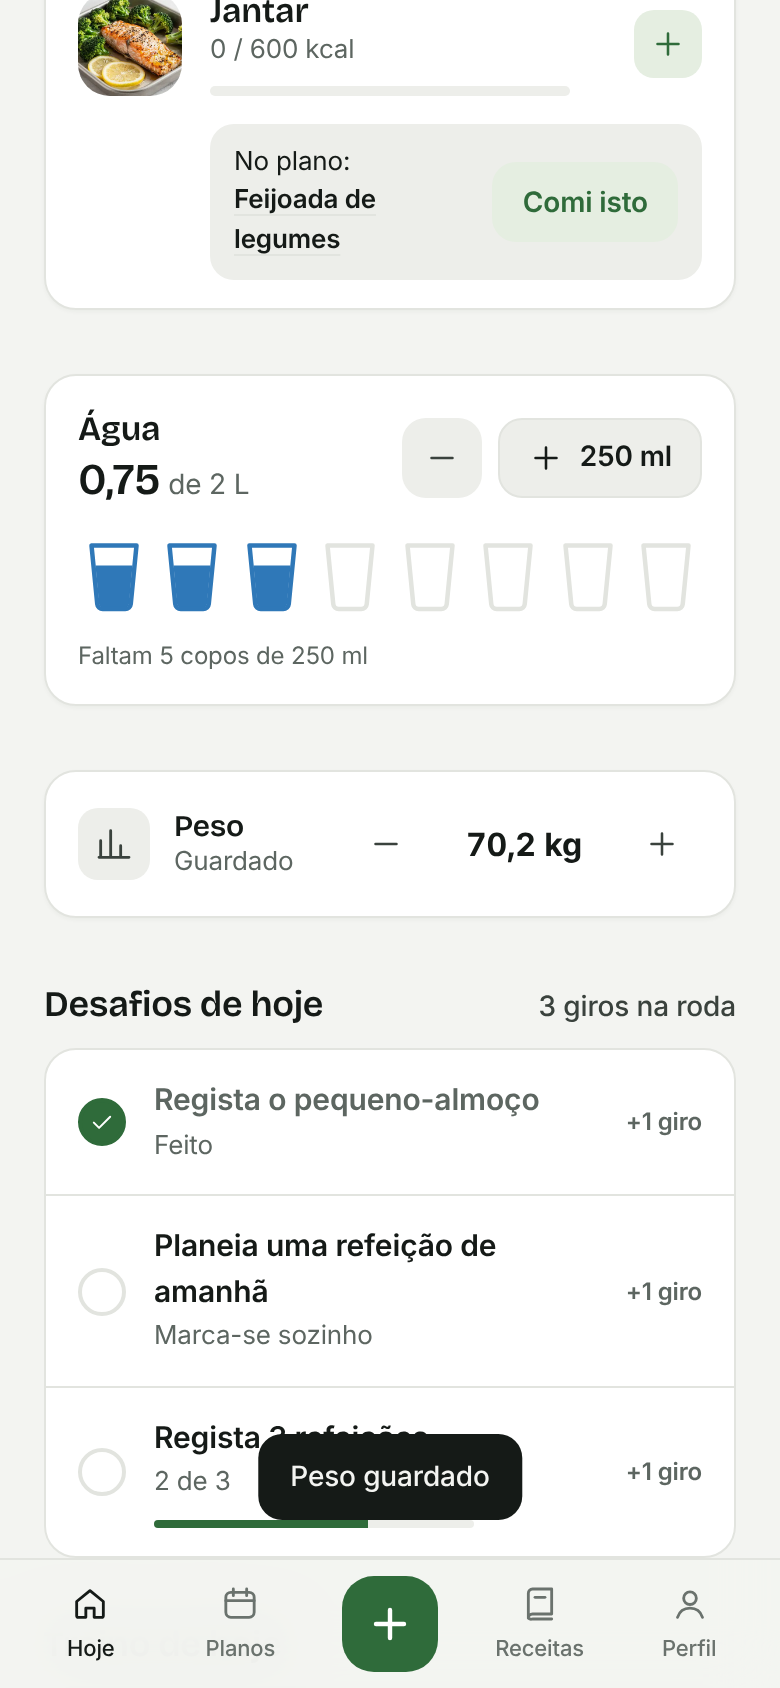 Jantar
0 / 600 kcal
No plano:
Feijoada de
legumes
Comi isto
Água
0,75 de 2 L
250 ml
Faltam 5 copos de 250 ml
Peso
Guardado
70,2 kg
Desafios de hoje
3 giros na roda
Regista o pequeno-almoço
Feito
+1 giro
Planeia uma refeição de
amanhã
Marca-se sozinho
+1 giro
Regista
2 de 3
+1 giro
Peso guardado
Hoje
Planos
Receitas
Perfil